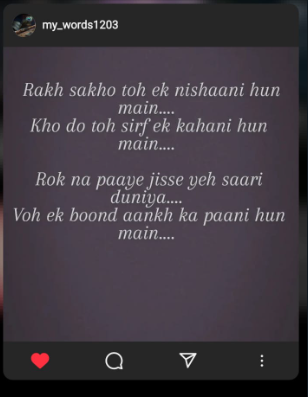 my_words1203
Rakh sakho toh ek nishaani hun
main....
Kho do toh sirf ek kahani hun
main....
Rok na paaye jisse yeh saari
duniya....
Voh ek boond aankh ka paani hun
main....